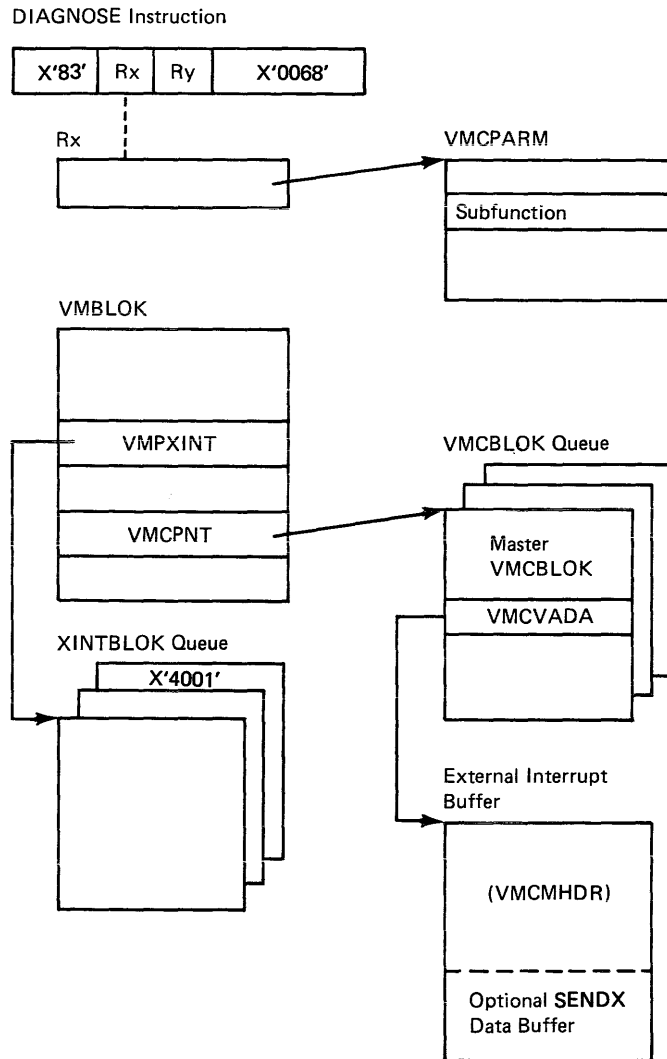 DIAGNOSE Instruction
X'83' Rx Ry X'0068'
Rx
VMCPARM
Subfunction
VMBLOK
VMPXINT
VMCPNT
VMCBLOK Queue
Master
VMCBLOK
VMCVADA
XINTBLOK Queue
X'4001'
External Interrupt
Buffer
(VMCMHDR)
Optional SENDX
Data Buffer